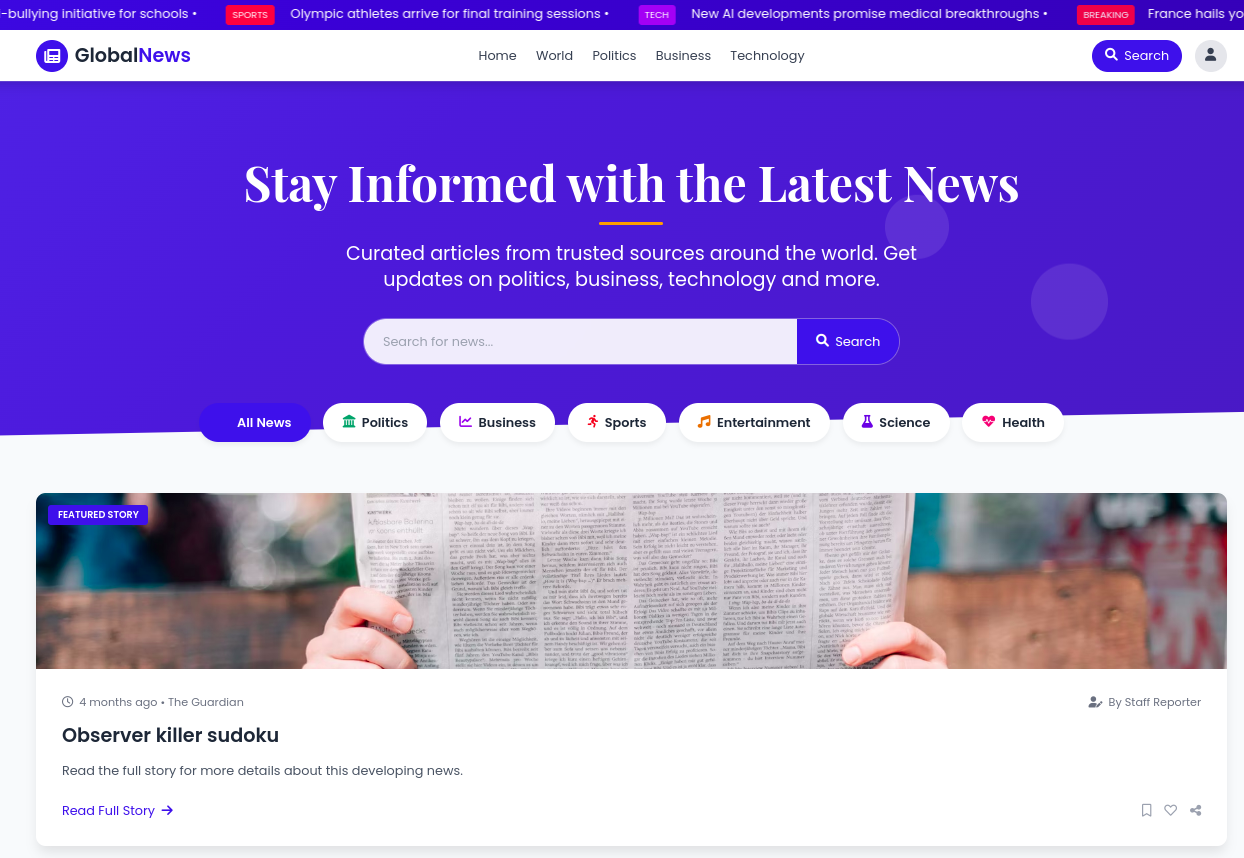 -bullying initiative for schools • SPORTS Olympic athletes arrive for final training sessions • TECH New AI developments promise medical breakthroughs • BREAKING France hails yo
GlobalNews Home World Politics Business Technology Search
Stay Informed with the Latest News
Curated articles from trusted sources around the world. Get
updates on politics, business, technology and more.
Search for news... Search
All News Politics Business Sports Entertainment Science Health
FEATURED STORY
4 months ago • The Guardian By Staff Reporter
Observer killer sudoku
Read the full story for more details about this developing news.
Read Full Story